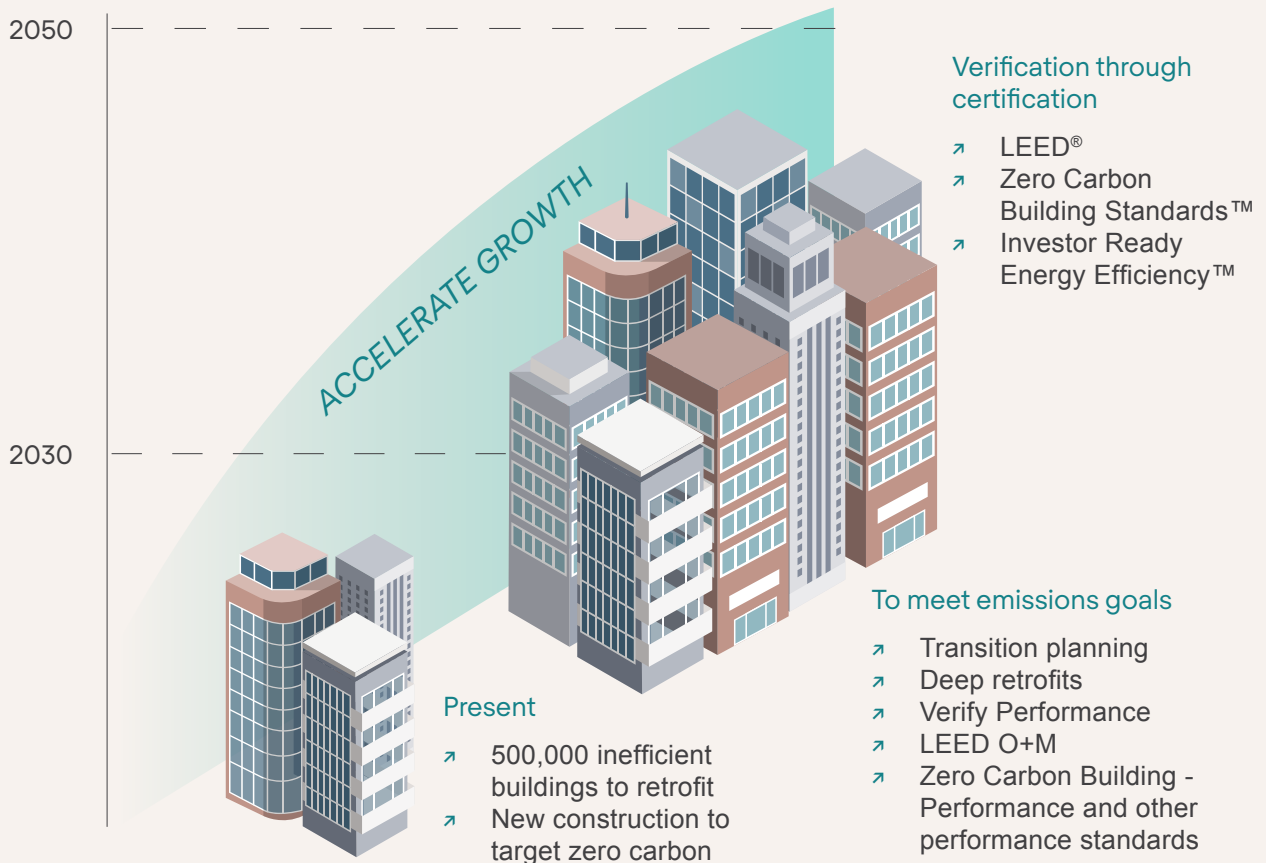 2050
2030
ACCELERATE GROWTH
Verification through
certification
LEED®
Zero Carbon
Building Standards™
Investor Ready
Energy Efficiency™
Present
500,000 inefficient
buildings to retrofit
New construction to
target zero carbon
To meet emissions goals
Transition planning
Deep retrofits
Verify Performance
LEED O+M
Zero Carbon Building -
Performance and other
performance standards